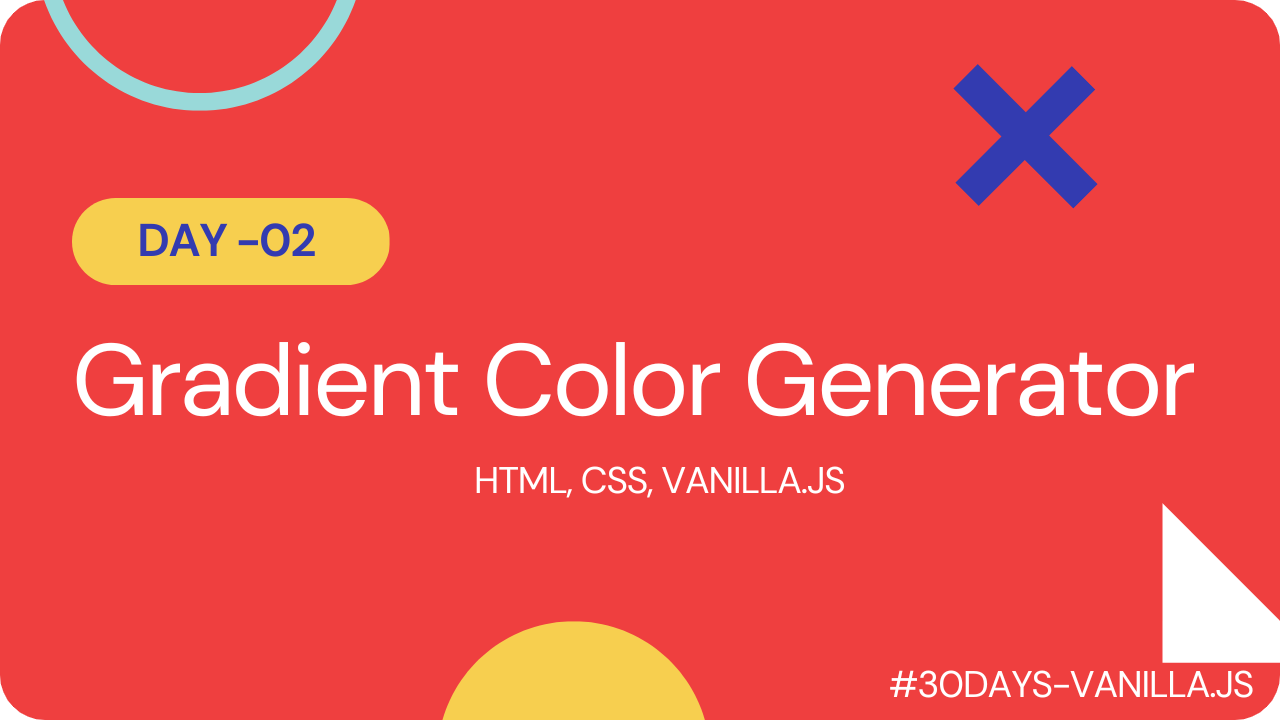 DAY -02
Gradient Color Generator
HTML, CSS, VANILLA.JS
#30DAYS-VANILLA.JS